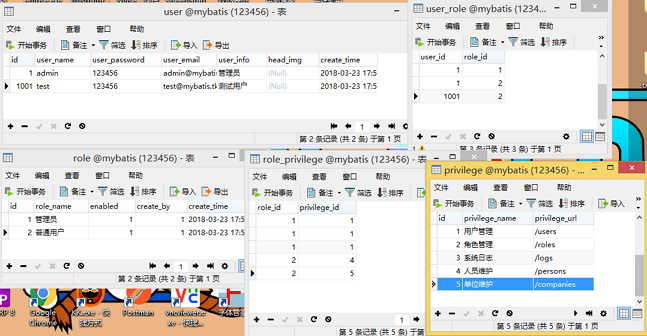 user @mybatis (123456) - 表
文件 编辑 查看 窗口 帮助
开始事务 备注 筛选 排序 导入 导出
id user_name user_password user_email user_info head_img create_time
1 admin 123456 admin@mybati 管理员 (Null) 2018-03-23 17:5
1001 test 123456 test@mybatis.tl 测试用户 (Null) 2018-03-23 17:5
1
第 2 条记录 (共 2 条) 于第 1 页
user_role @mybatis (1234...
文件 编辑 查看 窗口 帮助
开始事务 备注 筛选 排序
user_id role_id
1 1
1 2
1001 2
第 3 条记录 (共 3 条) 于第 1 页
role @mybatis (123456) - 表
文件 编辑 查看 窗口 帮助
开始事务 备注 筛选 排序 导入 导出
id role_name enabled create_by create_time
1 管理员 1 1 2018-03-23 17:5
2 普通用户 1 1 2018-03-23 17:5
1
第 2 条记录 (共 2 条) 于第 1 页
role_privilege @mybatis (123456) - 表
文件 编辑 查看 窗口 帮助
开始事务 备注 筛选 排序
role_id privilege_id
1 1
1 1
1 1
2 4
2 5
1
第 5 条记录 (共 5 条) 于第 1 页
privilege @mybatis (123456) - ...
文件 编辑 查看 窗口 帮助
开始事务 备注 筛选 排序 导入
id privilege_name privilege_url
1 用户管理 /users
2 角色管理 /roles
3 系统日志 /logs
4 人员维护 /persons
5 单位维护 /companies
第 5 条记录 (共 5 条) 于第 1 页
RP 8
Google
Chrome
Postman